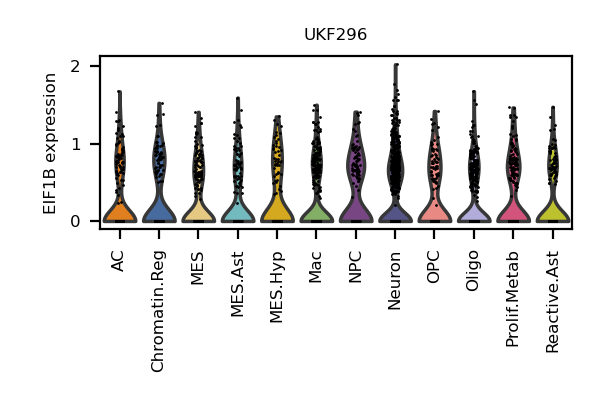 UKF296
EIF1B expression
2
1
0
AC
Chromatin.Reg
MES
MES.Ast
MES.Hyp
Mac
NPC
Neuron
OPC
Oligo
Prolif.Metab
Reactive.Ast